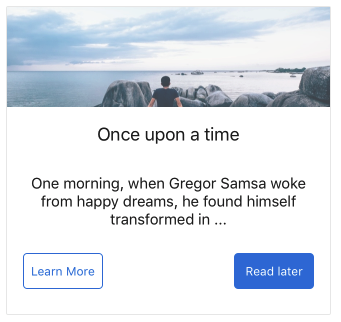 Once upon a time
One morning, when Gregor Samsa woke
from happy dreams, he found himself
transformed in ...
Learn More
Read later